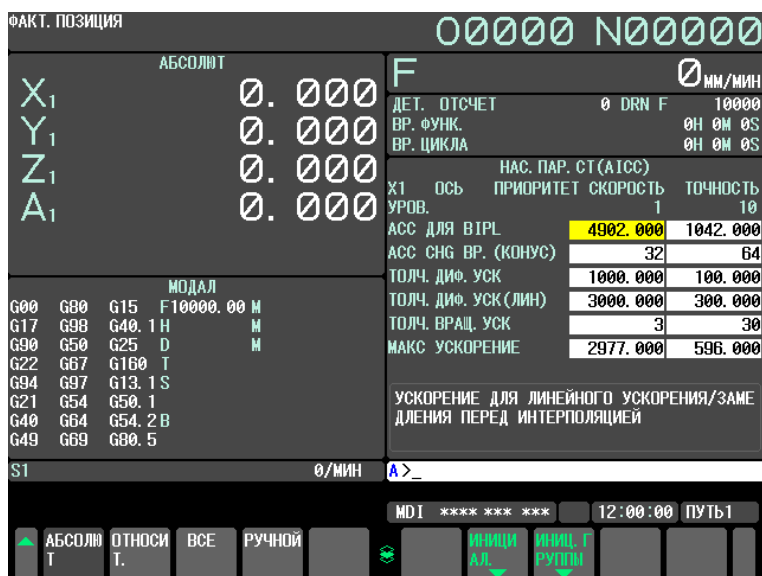 ФАКТ. ПОЗИЦИЯ
O0000 N00000
АБСОЛЮТ
X1 0.000
Y1 0.000
Z1 0.000
A1 0.000
F 0 ММ/МИН
ДЕТ. ОТСЧЕТ 0 DRN F 10000
ВР. ФУНК. 0H 0M 0S
ВР. ЦИКЛА 0H 0M 0S
НАС. ПАР. СТ(AICC)
X1 ОСЬ ПРИОРИТЕТ СКОРОСТЬ ТОЧНОСТЬ
УРОВ. 1 10
ACC ДЛЯ BIPL 4902.000 1042.000
ACC CHG ВР. (КОНУС) 32 64
ТОЛЧ. ДИФ. УСК 1000.000 100.000
ТОЛЧ. ДИФ. УСК(ЛИН) 3000.000 300.000
ТОЛЧ. ВРАЩ. УСК 3 30
МАКС УСКОРЕНИЕ 2977.000 596.000
УСКОРЕНИЕ ДЛЯ ЛИНЕЙНОГО УСКОРЕНИЯ/ЗАМЕ
ДЛЕНИЯ ПЕРЕД ИНТЕРПОЛЯЦИЕЙ
МОДАЛ
G00 G80 G15 F10000.00 M
G17 G98 G40.1 H M
G90 G50 G25 D M
G22 G67 G160 T
G94 G97 G13.1 S
G21 G54 G50.1
G40 G64 G54.2 B
G49 G69 G80.5
S1 0/МИН
A>_
MDI **** *** *** 12:00:00 ПУТЬ1
АБСОЛЮ
Т
ОТНОСИ
Т.
ВСЕ
РУЧНОЙ
ИНИЦИ
АЛ.
ИНИЦ. Г
РУППЫ